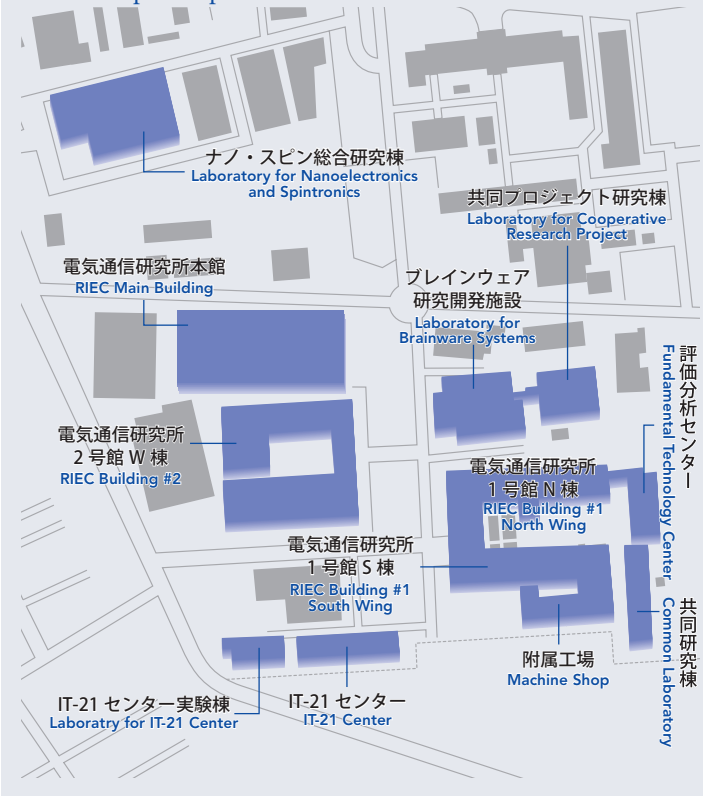 ナノ・スピン総合研究棟
Laboratory for Nanoelectronics
and Spintronics
共同プロジェクト研究棟
Laboratory for Cooperative
Research Project
電気通信研究所本館
RIEC Main Building
ブレインウェア
研究開発施設
Laboratory for
Brainware Systems
評価分析センター
Fundamental Technology Center
電気通信研究所
2 号館 W 棟
RIEC Building #2
電気通信研究所
1 号館 N 棟
RIEC Building #1
North Wing
電気通信研究所
1 号館 S 棟
RIEC Building #1
South Wing
共同研究棟
Common Laboratory
附属工場
Machine Shop
IT-21 センター実験棟
Laboratry for IT-21 Center
IT-21 センター
IT-21 Center